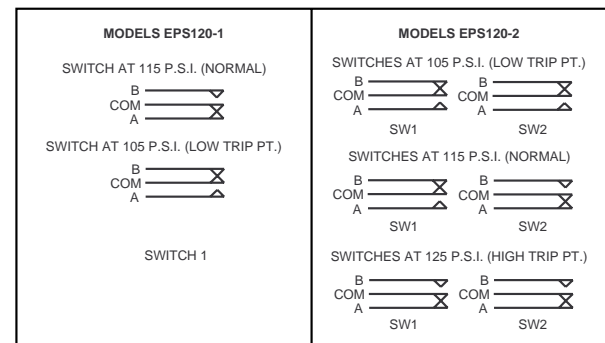 MODELS EPS120-1
SWITCH AT 115 P.S.I. (NORMAL)
B
COM
A
SWITCH AT 105 P.S.I. (LOW TRIP PT.)
B
COM
A
SWITCH 1
MODELS EPS120-2
SWITCHES AT 105 P.S.I. (LOW TRIP PT.)
B B
COM COM
A A
SW1 SW2
SWITCHES AT 115 P.S.I. (NORMAL)
B B
COM COM
A A
SW1 SW2
SWITCHES AT 125 P.S.I. (HIGH TRIP PT.)
B B
COM COM
A A
SW1 SW2